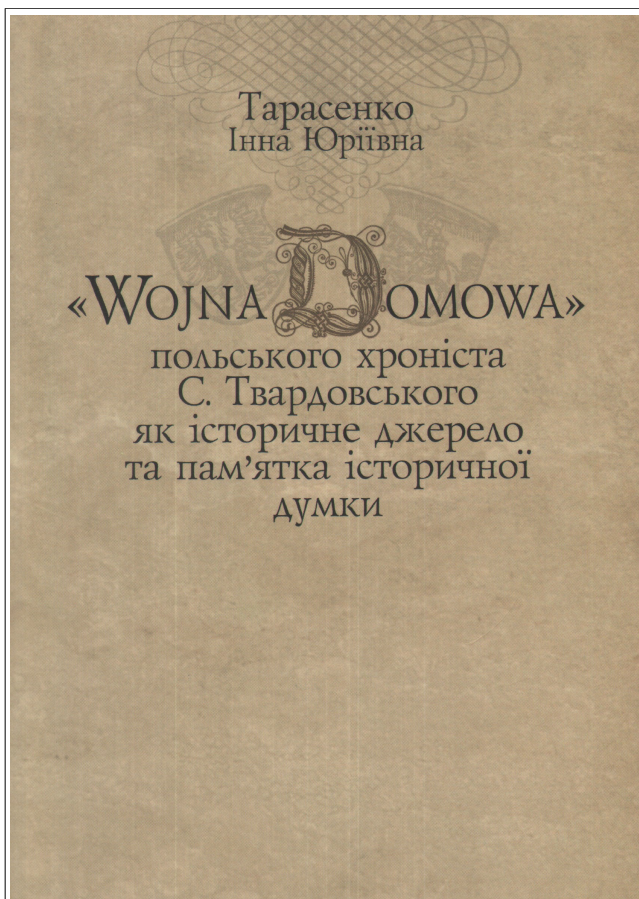 Тарасенко
Інна Юріївна
«WOJNA DOMOWA»
польського хроніста
С. Твардовського
як історичне джерело
та пам’ятка історичної
думки